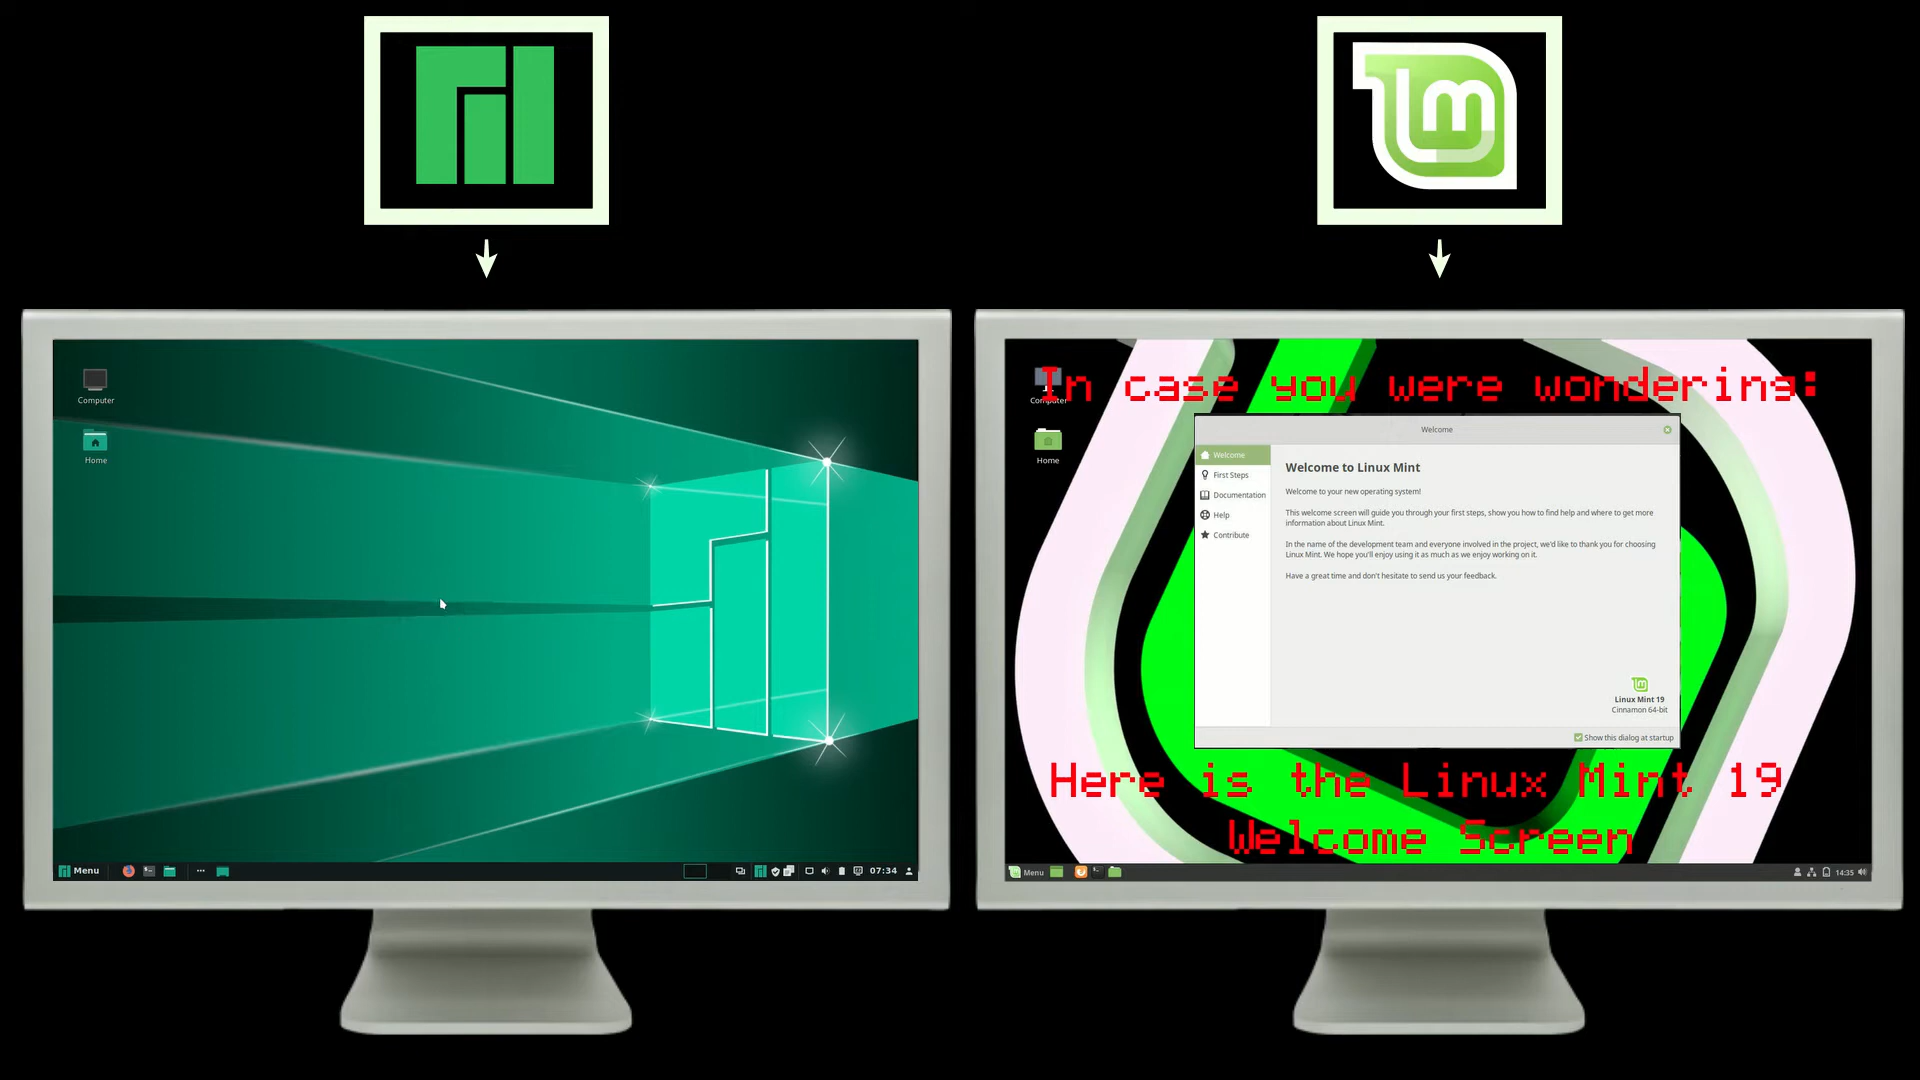 Computer
Home
Menu
07:34
In case you were wondering:
Computer
Home
Welcome
Welcome
First Steps
Documentation
Help
Contribute
Welcome to Linux Mint
Welcome to your new operating system!
This welcome screen will guide you through your first steps, show you how to find help and where to get more
information about Linux Mint.
In the name of the development team and everyone involved in the project, we'd like to thank you for choosing
Linux Mint. We hope you'll enjoy using it as much as we enjoy working on it.
Have a great time and don't hesitate to send us your feedback.
Linux Mint 19
Cinnamon 64-bit
Show this dialog at startup
Here is the Linux Mint 19
Welcome Screen
Menu
14:35